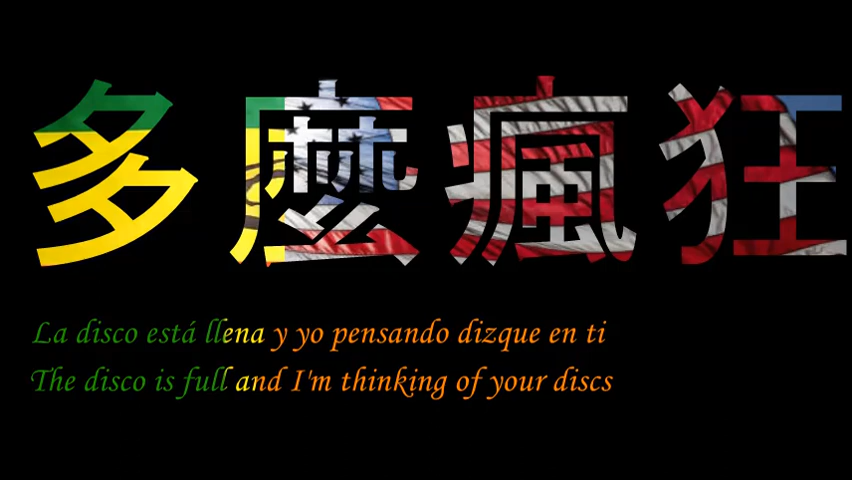 多麼瘋狂
La disco está llena y yo pensando dizque en ti
The disco is full and I'm thinking of your discs